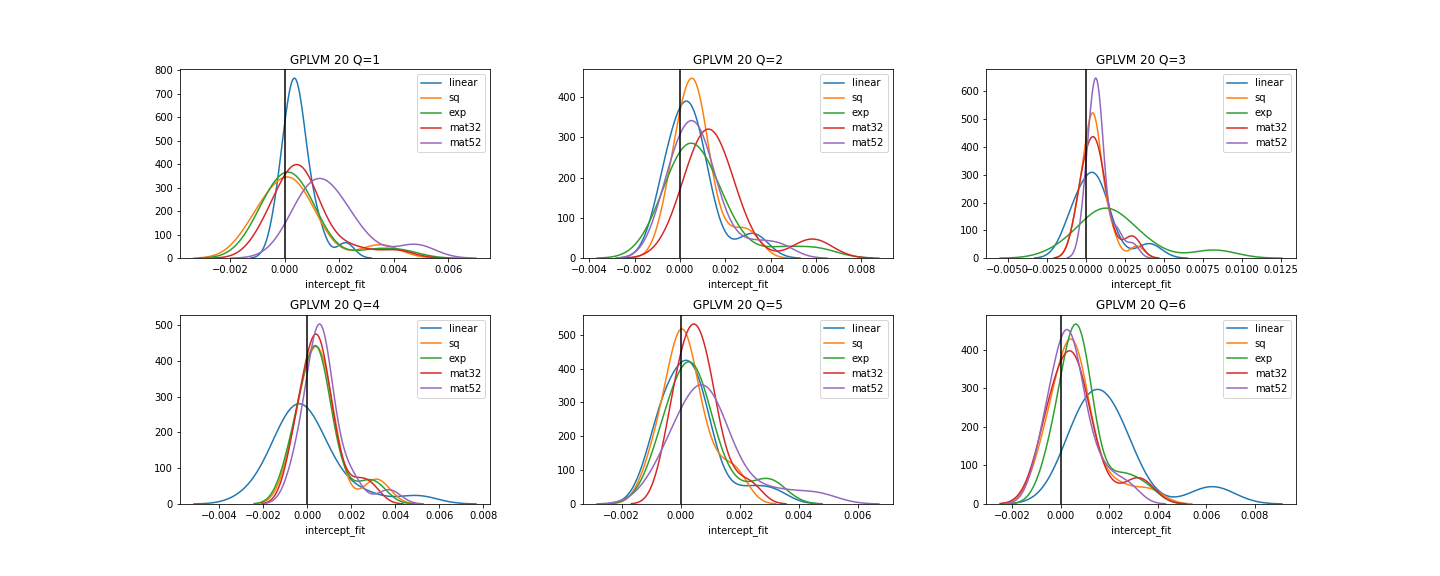 GPLVM 20 Q=1
800
700
600
500
400
300
200
100
0
−0.002
0.000
0.002
0.004
0.006
intercept_fit
linear
sq
exp
mat32
mat52
GPLVM 20 Q=2
400
300
200
100
0
−0.004
−0.002
0.000
0.002
0.004
0.006
0.008
intercept_fit
linear
sq
exp
mat32
mat52
GPLVM 20 Q=3
600
500
400
300
200
100
0
−0.0050
−0.0025
0.0000
0.0025
0.0050
0.0075
0.0100
0.0125
intercept_fit
linear
sq
exp
mat32
mat52
GPLVM 20 Q=4
500
400
300
200
100
0
−0.004
−0.002
0.000
0.002
0.004
0.006
0.008
intercept_fit
linear
sq
exp
mat32
mat52
GPLVM 20 Q=5
500
400
300
200
100
0
−0.002
0.000
0.002
0.004
0.006
intercept_fit
linear
sq
exp
mat32
mat52
GPLVM 20 Q=6
400
300
200
100
0
−0.002
0.000
0.002
0.004
0.006
0.008
intercept_fit
linear
sq
exp
mat32
mat52